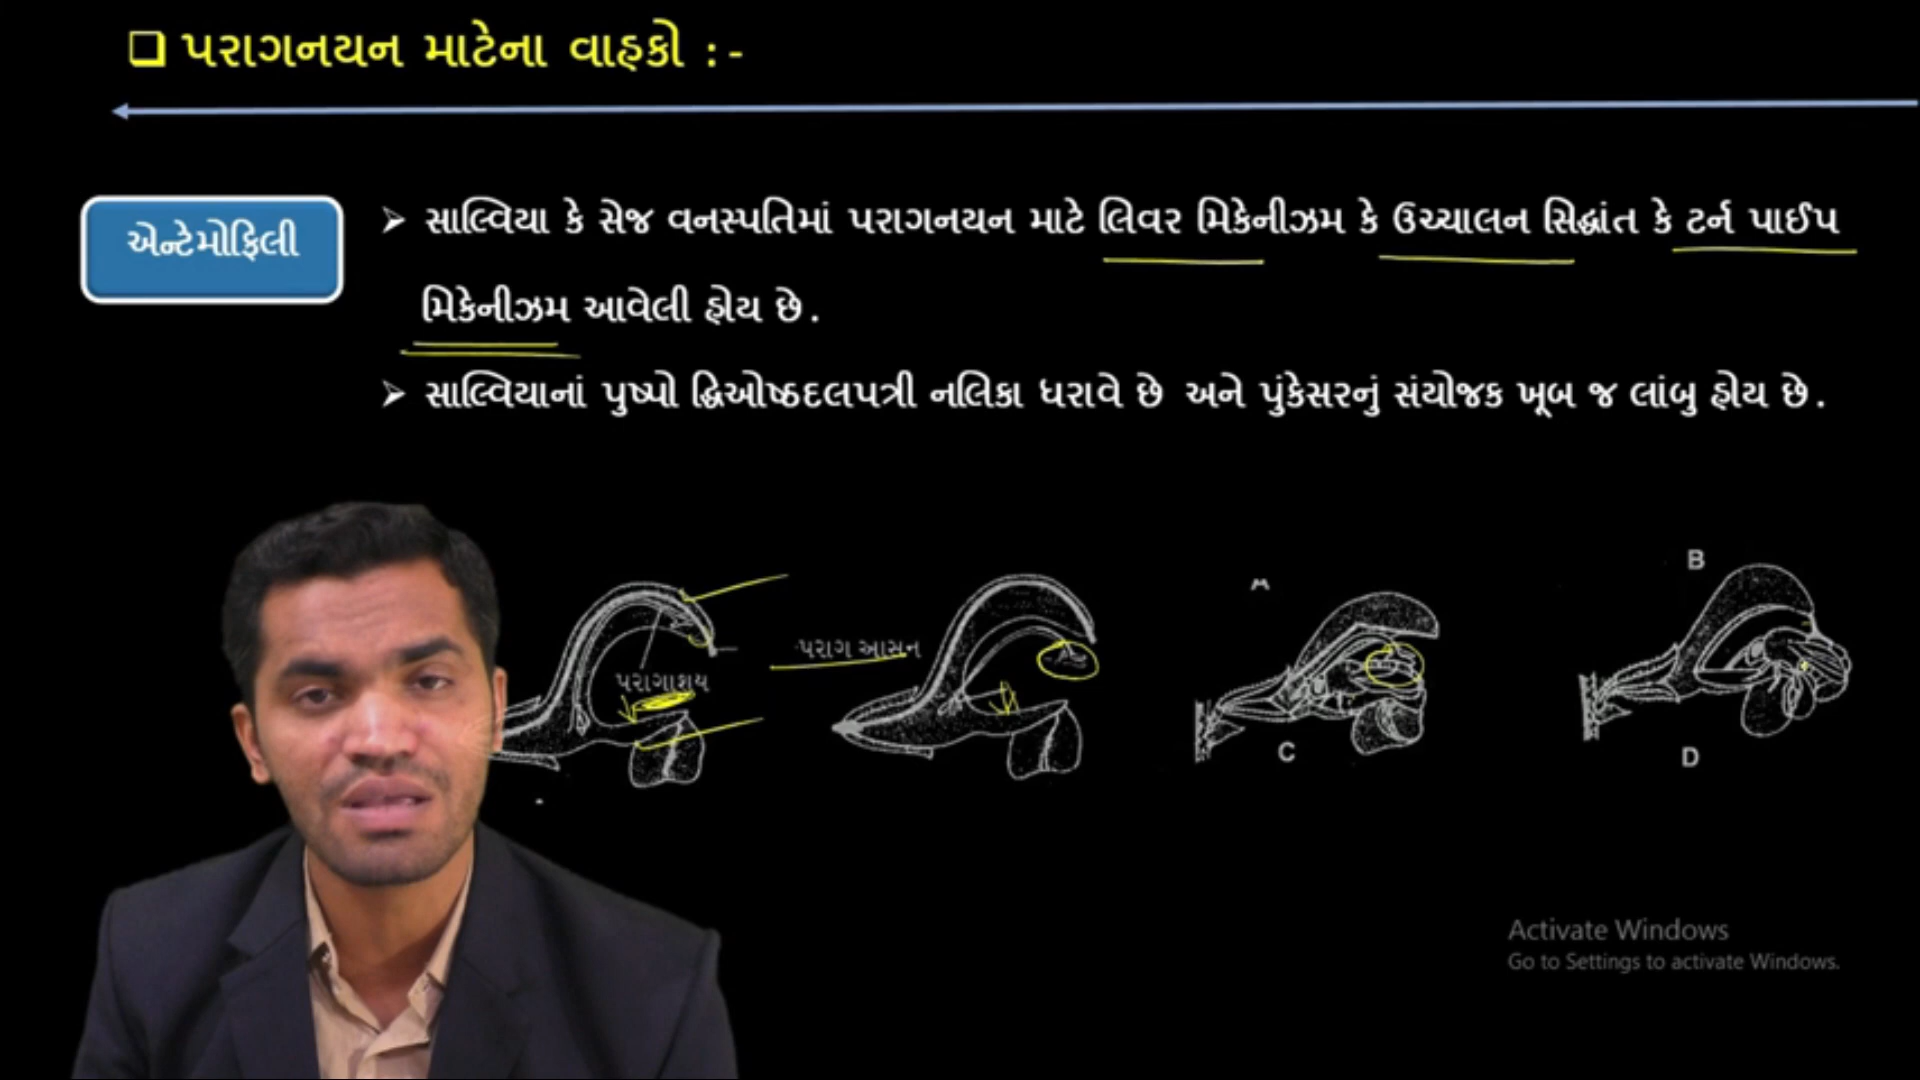 ❑ પરાગનયન માટેના વાહકો :-
એન્ટેમોફિલી
➢ સાલ્વિયા કે સેજ વનસ્પતિમાં પરાગનયન માટે લિવર મિકેનીઝમ કે ઉચ્ચાલન સિદ્ધાંત કે ટર્ન પાઈપ
મિકેનીઝમ આવેલી હોય છે.
➢ સાલ્વિયાનાં પુષ્પો દ્વિઓષ્ઠદલપત્રી નલિકા ધરાવે છે અને પુંકેસરનું સંયોજક ખૂબ જ લાંબુ હોય છે.
A
B
પરાગ આસન
પરાગાશય
C
D
Activate Windows
Go to Settings to activate Windows.